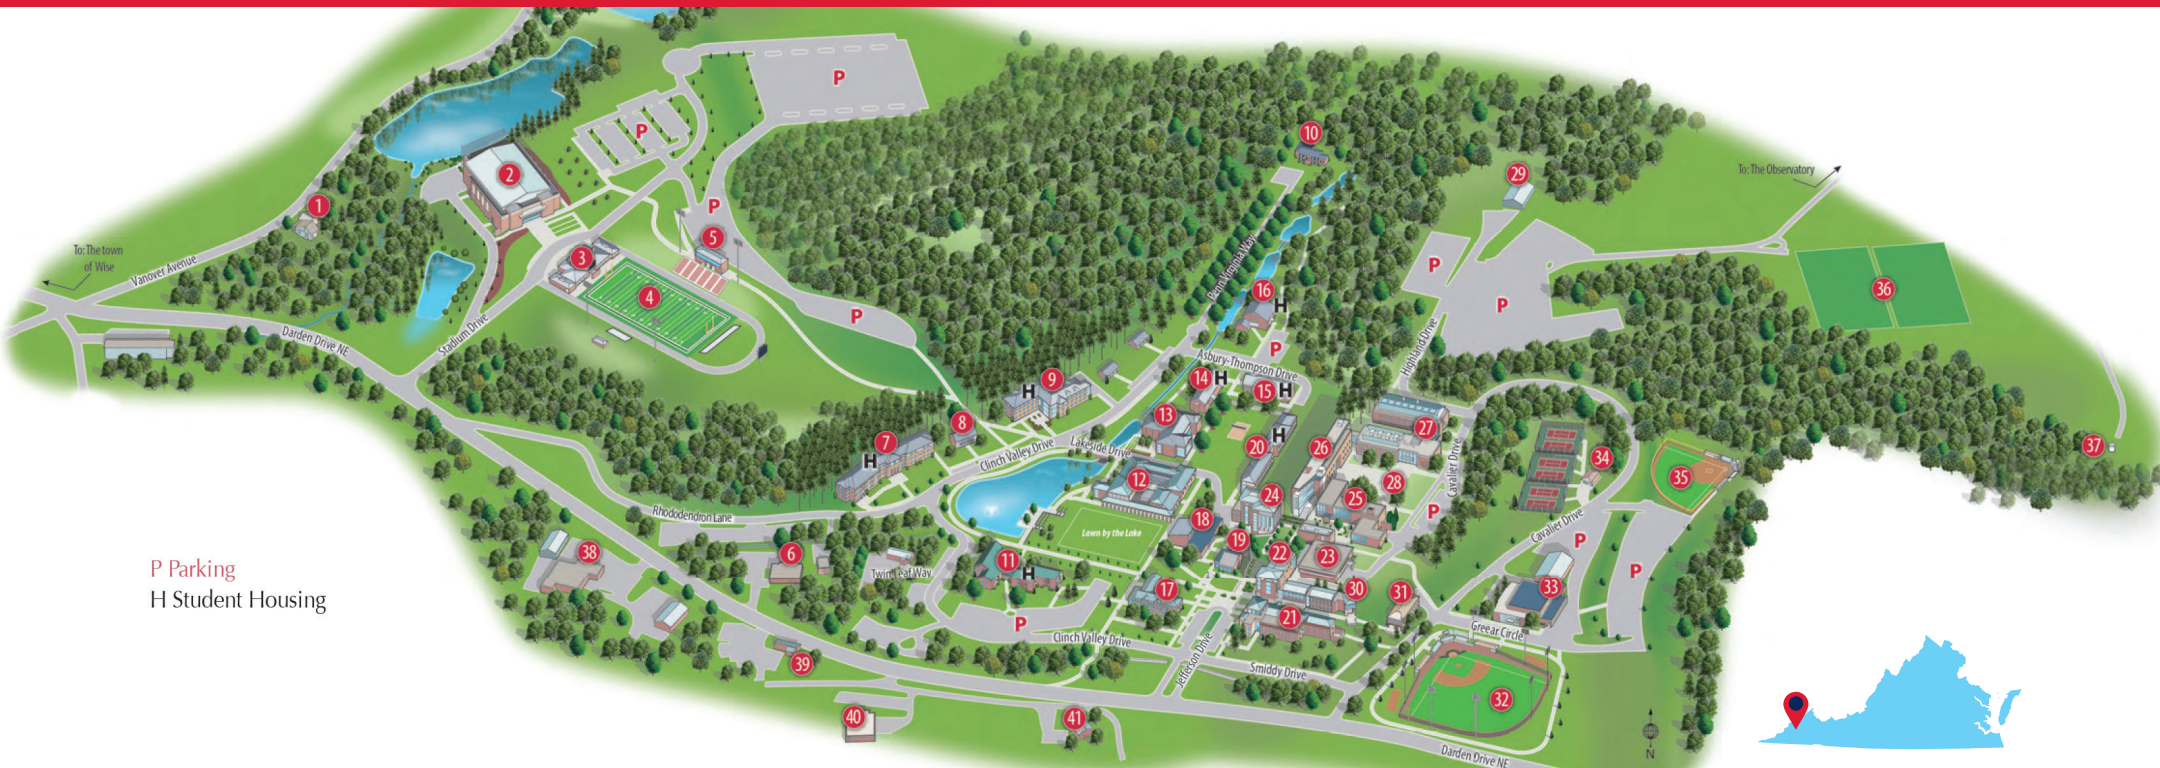 P
10
P
29
To: The Observatory
2
1
P
5
To: The town
of Wise
3
Vanover Avenue
Penn Virginia Way
P
36
16
H
4
P
P
P
Darden Drive NE
Stadium Drive
Highland Drive
P
Asbury-Thompson Drive
9
H
14
H
15
H
13
8
27
7
H
Clinch Valley Drive
Lakeside Drive
H
20
26
37
34
Cavalier Drive
12
28
35
24
25
Rhododendron Lane
18
P
Lawn by the Lake
Cavalier Drive
P
19
38
6
11
H
22
23
P
Twin Leaf Way
P Parking
17
30
31
33
H Student Housing
21
P
Clinch Valley Drive
Greear Circle
39
Jefferson Drive
Smiddy Drive
32
40
41
N
Darden Drive NE